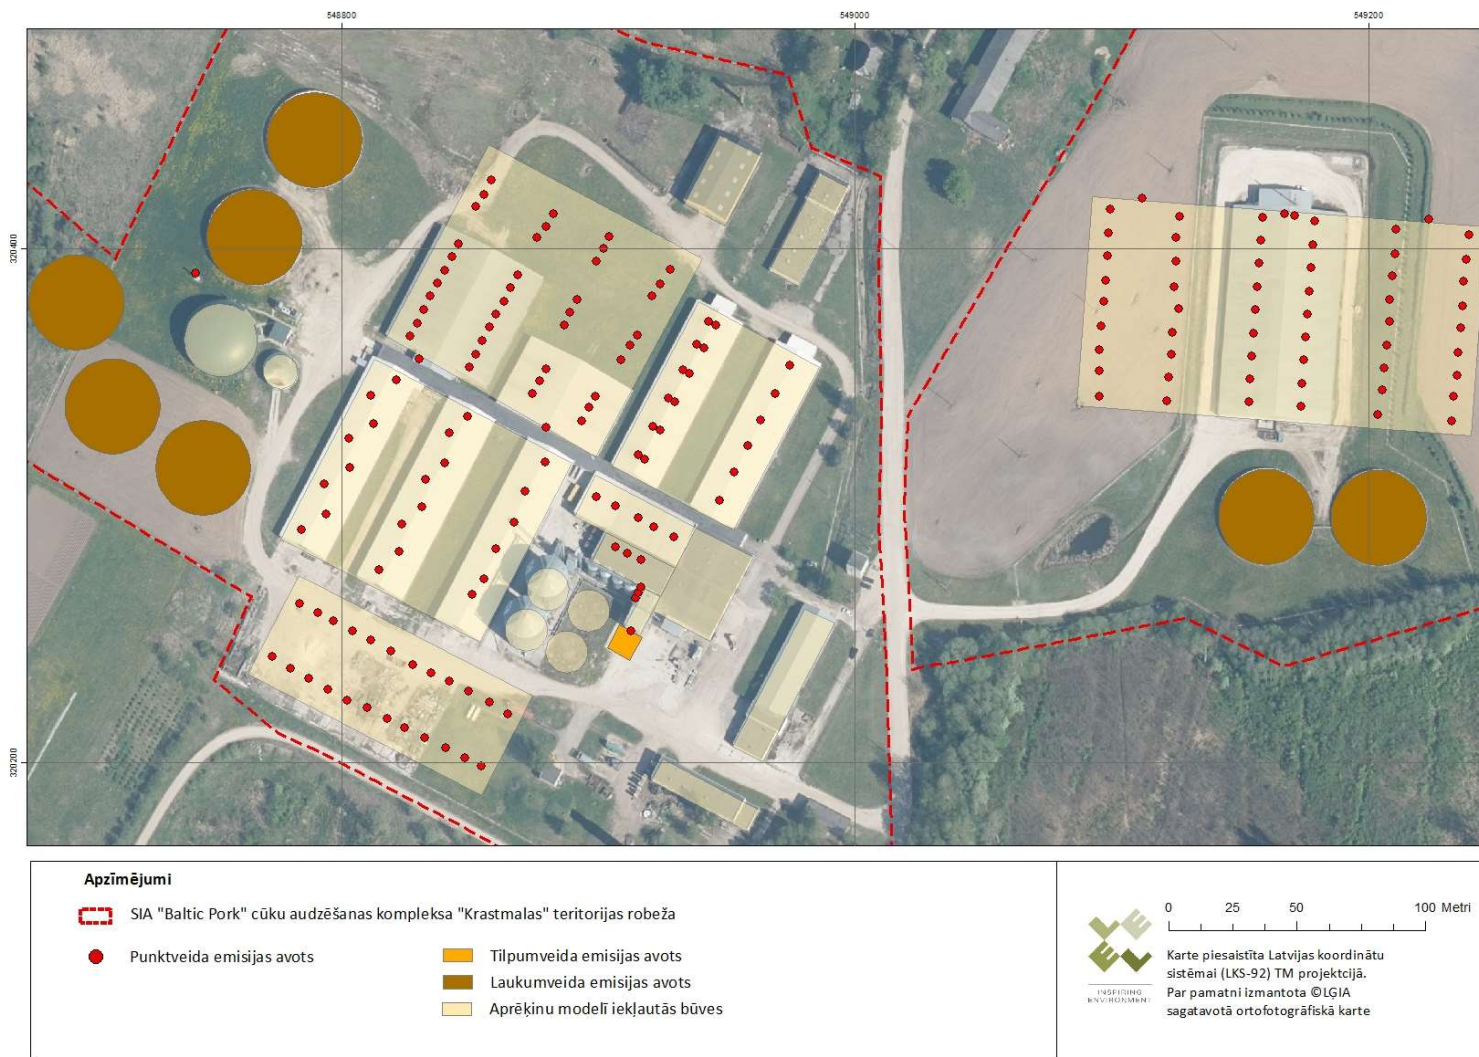 548800
549000
549200
320400
320200
Apzīmējumi
SIA "Baltic Pork" cūku audzēšanas kompleksa "Krastmalas" teritorijas robeža
Punktveida emisijas avots
Tilpumveida emisijas avots
Laukumveida emisijas avots
Aprēķinu modelī iekļautās būves
0 25 50 100 Metri
Karte piesaistīta Latvijas koordinātu
sistēmai (LKS-92) TM projekcijā.
Par pamatni izmantota ©LĢIA
sagatavotā ortofotogrāfiskā karte
INSPIRING
ENVIRONMENT